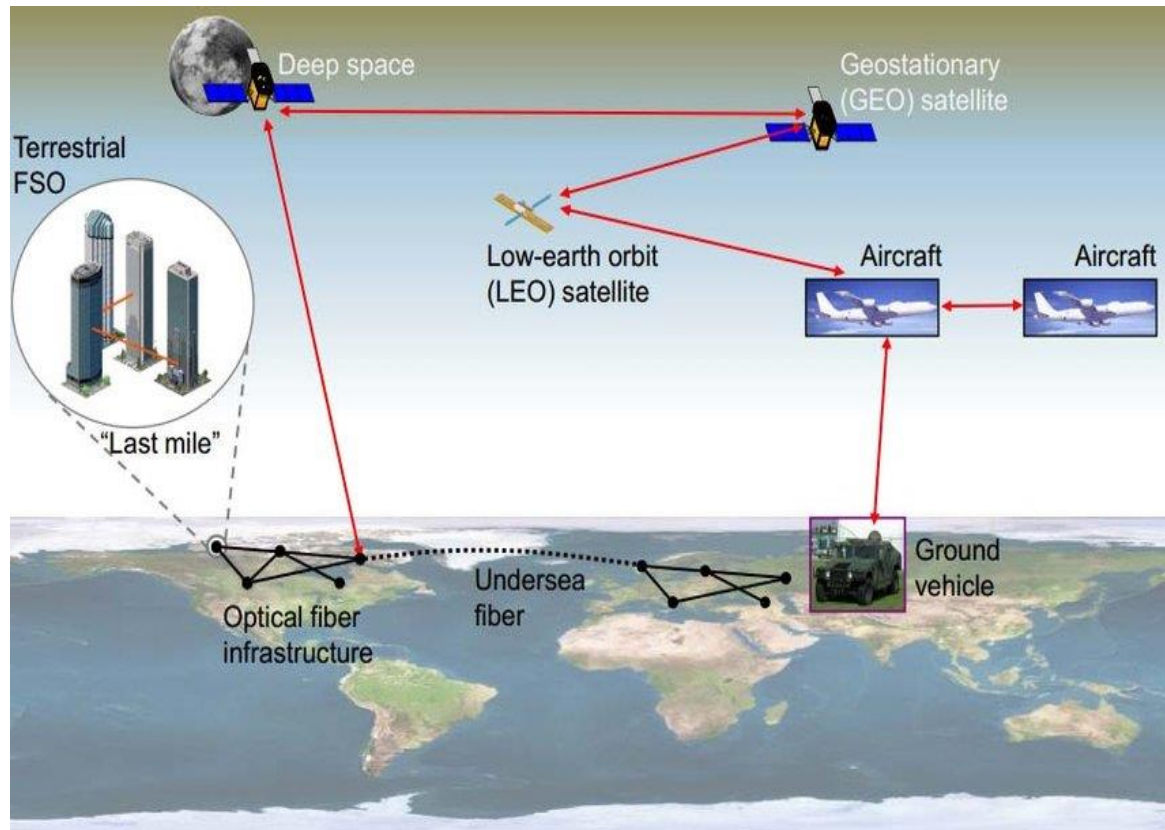 Deep space
Geostationary
(GEO) satellite
Terrestrial
FSO
Low-earth orbit
(LEO) satellite
Aircraft
Aircraft
“Last mile”
Undersea
fiber
Ground
vehicle
Optical fiber
infrastructure